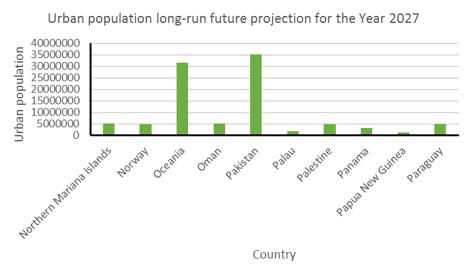 Urban population long-run future projection for the Year 2027
Urban population
40000000
35000000
30000000
25000000
20000000
15000000
10000000
5000000
0
Northern Mariana Islands
Norway
Oceania
Oman
Pakistan
Palau
Palestine
Panama
Papua New Guinea
Paraguay
Country